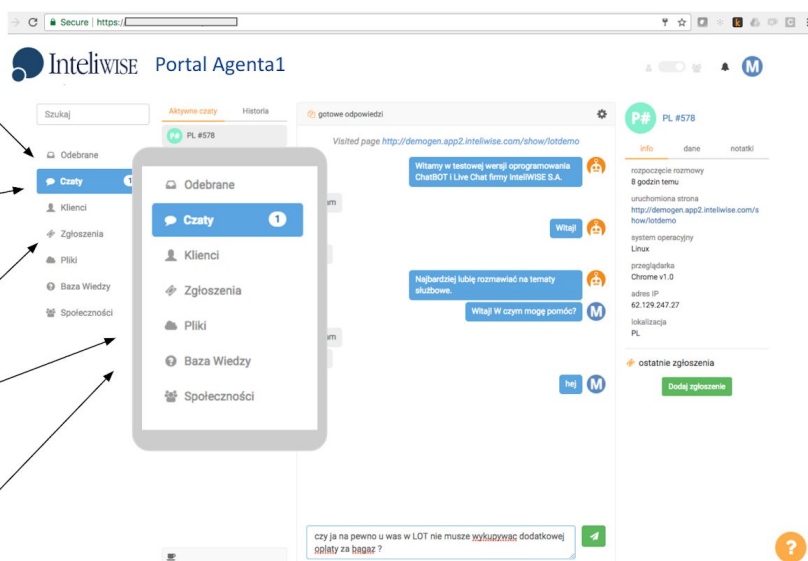 Secure | https:/
INTELIWISE Portal Agenta1
M
Szukaj
Odebrane
Czaty
Klienci
Zgłoszenia
Pliki
Baza Wiedzy
Społeczności
Aktywne czaty Historia
P# PL #578
Odebrane
Czaty 1
Klienci
Zgłoszenia
Pliki
Baza Wiedzy
Społeczności
gotowe odpowiedzi
Visited page http://demogen.app2.inteliwise.com/show/lotdemo
Witamy w testowej wersji oprogramowania
ChatBOT i Live Chat firmy InteliWISE S.A.
am
Witaj!
Najbardziej lubię rozmawiać na tematy
służbowe.
Witaj! W czym mogę pomóc?
M
am
hej
M
czy ja na pewno u was w LOT nie musze wykupywac dodatkowej
oplaty za bagaz ?
P# PL #578
info dane notatki
rozpoczęcie rozmowy
8 godzin temu
uruchomiona strona
http://demogen.app2.inteliwise.com/s
how/lotdemo
system operacyjny
Linux
przeglądarka
Chrome v1.0
adres IP
62.129.247.27
lokalizacja
PL
ostatnie zgłoszenia
Dodaj zgłoszenie
?